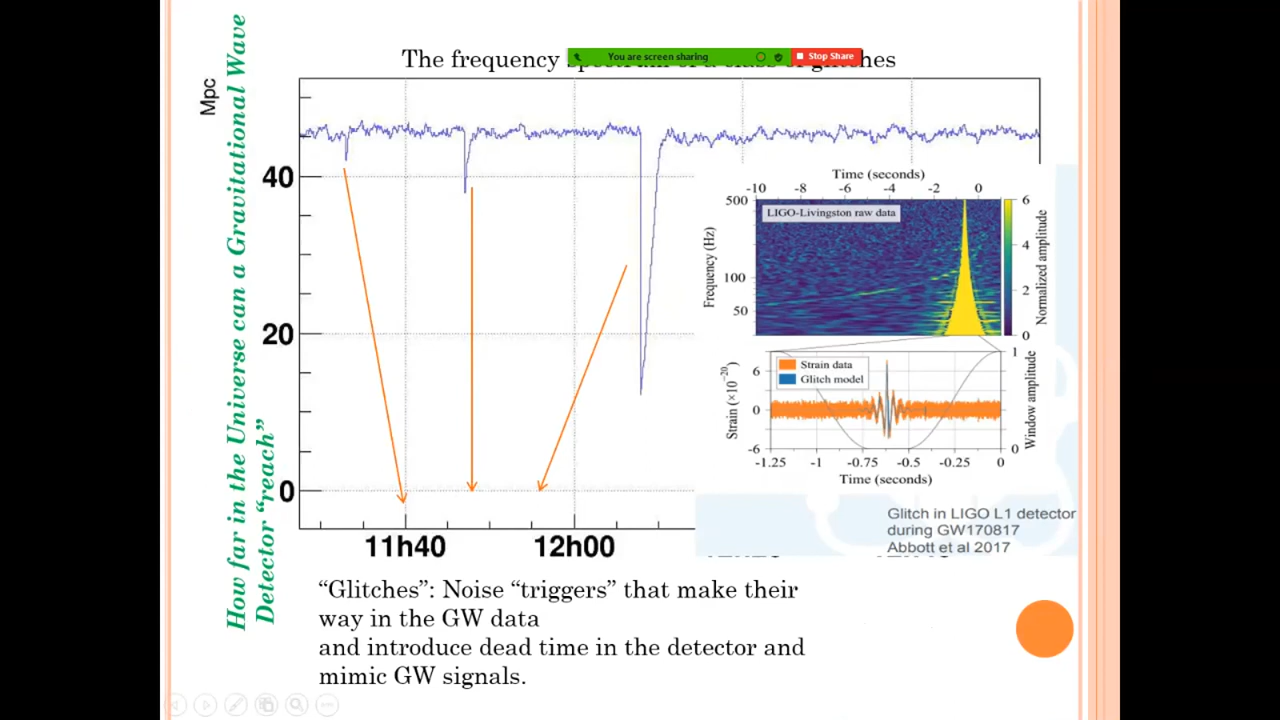 The frequency
You are screen sharing
Stop Share
glitches
How far in the Universe can a Gravitational Wave
Detector “reach”
Mpc
40
20
0
11h40
12h00
Time (seconds)
-10 -8 -6 -4 -2 0
LIGO-Livingston raw data
Frequency (Hz)
500
100
50
Normalized amplitude
6
4
2
0
Strain data
Glitch model
Strain (×10⁻²⁰)
6
0
-6
Window amplitude
1
0
-1.25 -1 -0.75 -0.5 -0.25 0
Time (seconds)
Glitch in LIGO L1 detector
during GW170817
Abbott et al 2017
“Glitches”: Noise “triggers” that make their
way in the GW data
and introduce dead time in the detector and
mimic GW signals.